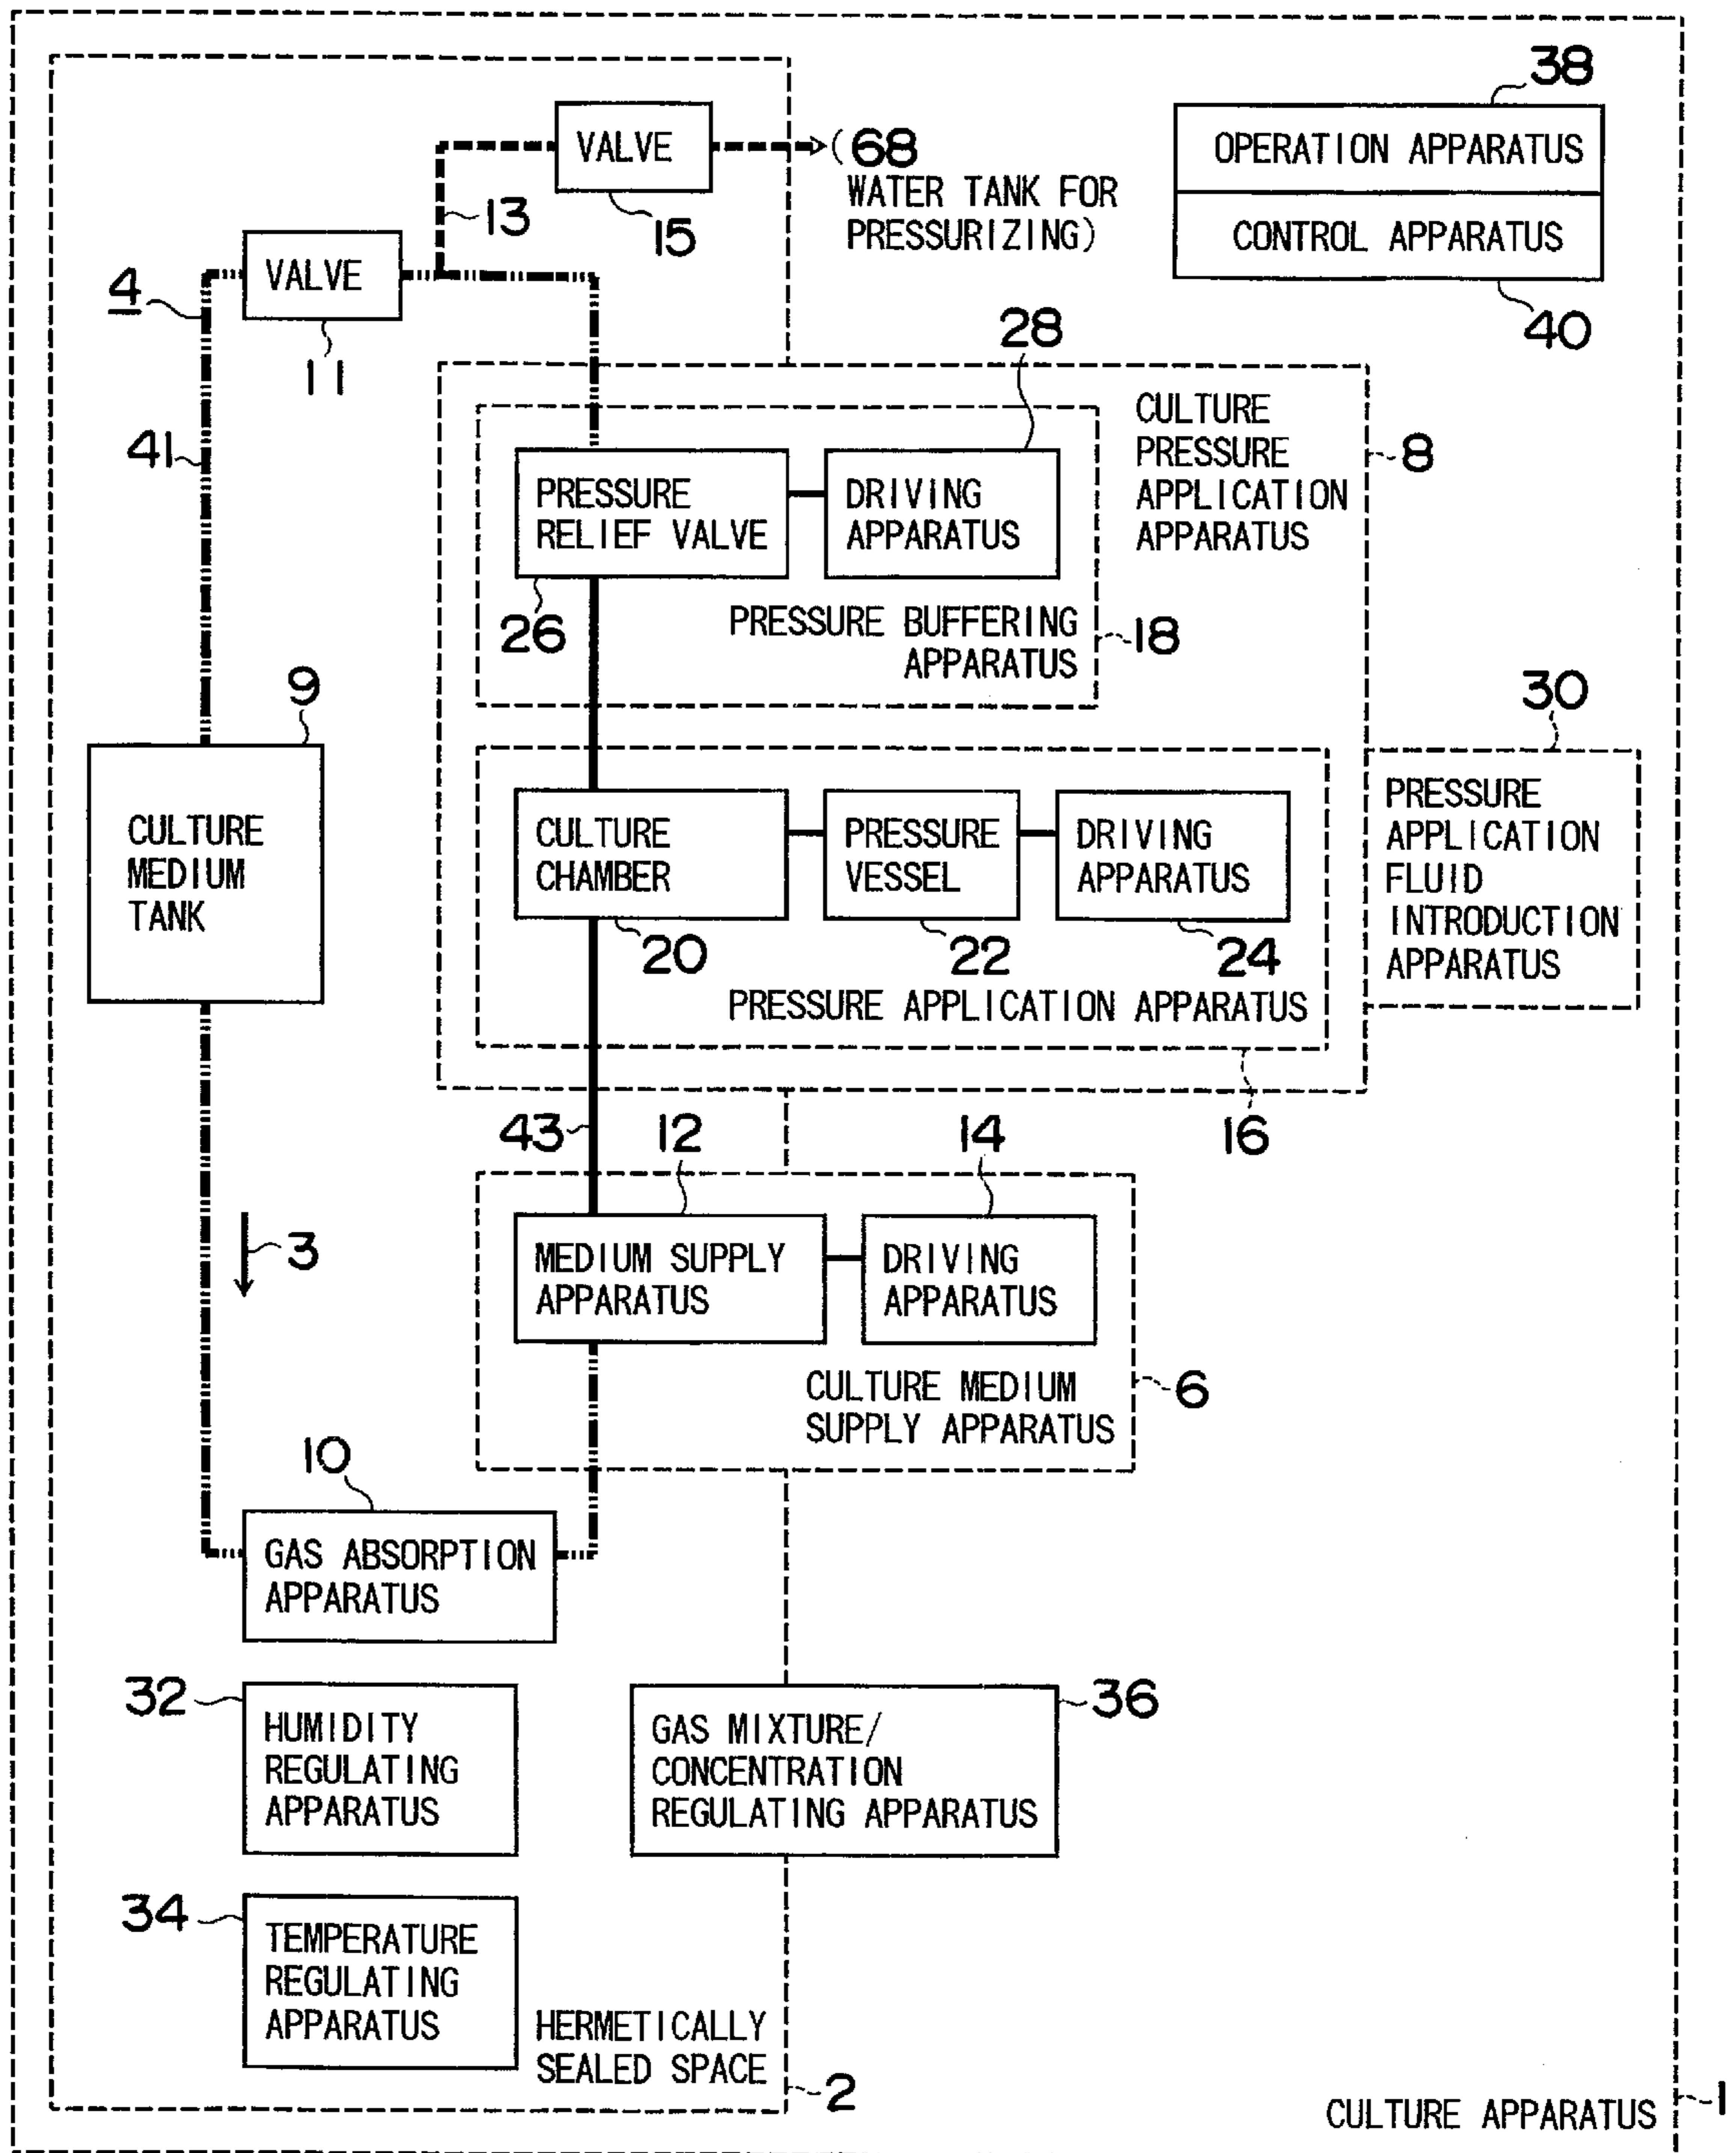 38
VALVE
(68
OPERATION APPARATUS
WATER TANK FOR
PRESSURIZING)
13
15
CONTROL APPARATUS
4
VALVE
11
40
28
41
CULTURE
PRESSURE
APPLICATION
APPARATUS
8
PRESSURE
RELIEF VALVE
DRIVING
APPARATUS
26
PRESSURE BUFFERING
APPARATUS
18
9
30
CULTURE
MEDIUM
TANK
CULTURE
CHAMBER
PRESSURE
VESSEL
DRIVING
APPARATUS
PRESSURE
APPLICATION
FLUID
INTRODUCTION
APPARATUS
20
22
24
PRESSURE APPLICATION APPARATUS
43
12
14
16
3
MEDIUM SUPPLY
APPARATUS
DRIVING
APPARATUS
CULTURE MEDIUM
SUPPLY APPARATUS
6
10
GAS ABSORPTION
APPARATUS
32
HUMIDITY
REGULATING
APPARATUS
36
GAS MIXTURE/
CONCENTRATION
REGULATING APPARATUS
34
TEMPERATURE
REGULATING
APPARATUS
HERMETICALLY
SEALED SPACE
2
CULTURE APPARATUS
1